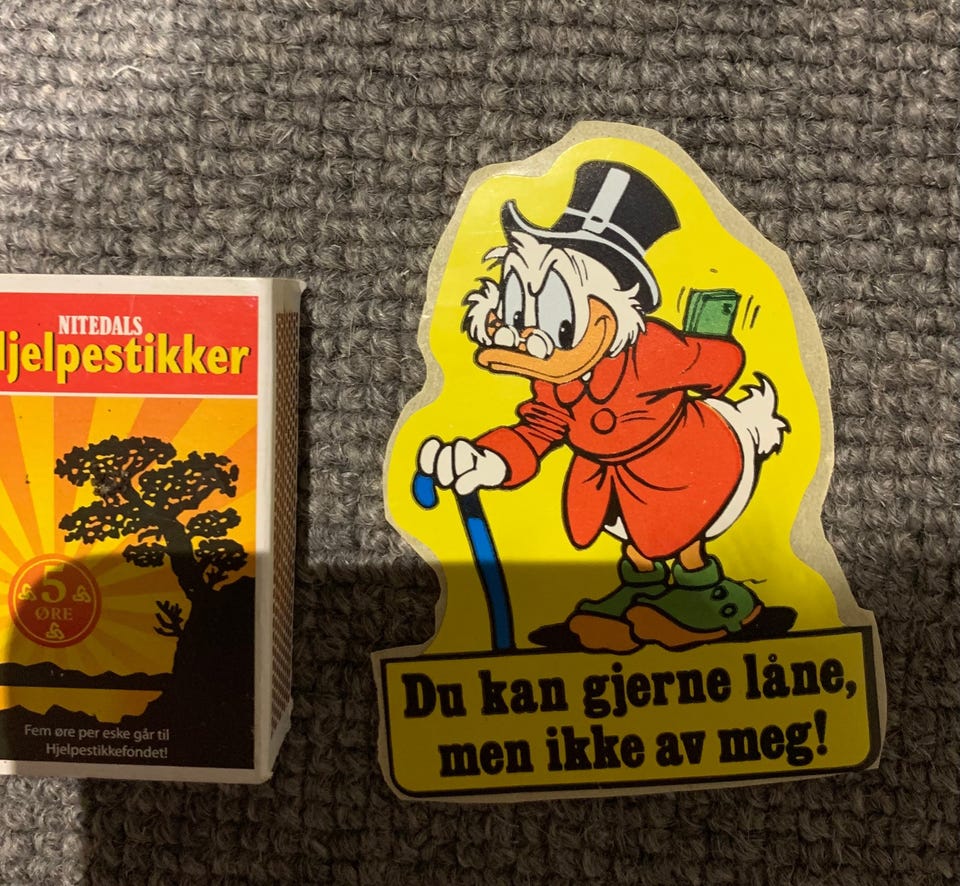 NITEDALS
Hjelpestikker
5
ØRE
Fem øre per eske går til
Hjelpestikkefondet!
Du kan gjerne låne,
men ikke av meg!